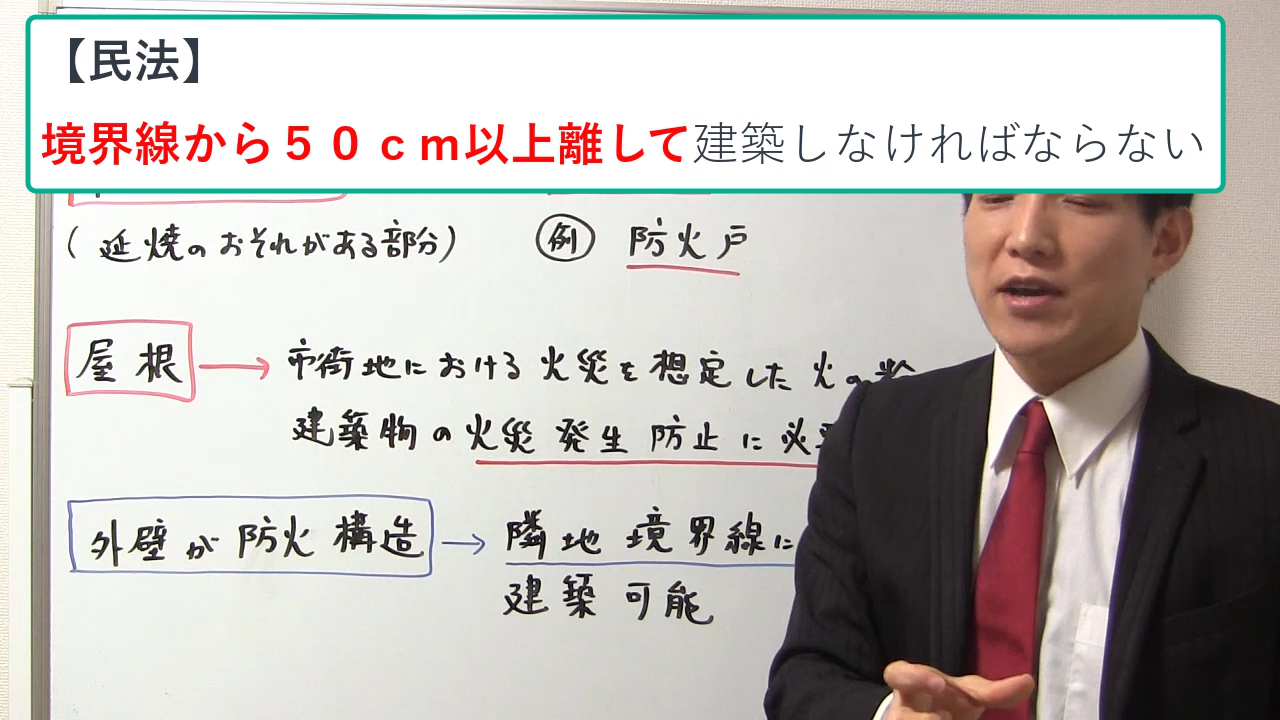 【民法】
境界線から５０ｃｍ以上離して建築しなければならない
(延焼のおそれがある部分)
例 防火戸
屋根 → 市街地における火災を想定した火の
建築物の火災発生防止に必
外壁が防火構造 → 隣地境界線に
建築可能